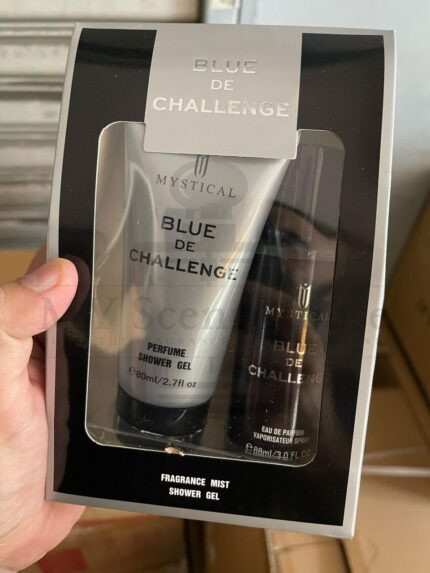 BLUE
DE
CHALLENGE
MYSTICAL
BLUE
DE
CHALLENGE
PERFUME
SHOWER GEL
℮80ml/2.7fl oz
MYSTICAL
BLUE
DE
CHALLENGE
EAU DE PARFUM
VAPORISATEUR SPRAY
℮88ml/3.0 FL.OZ
FRAGRANCE MIST
SHOWER GEL